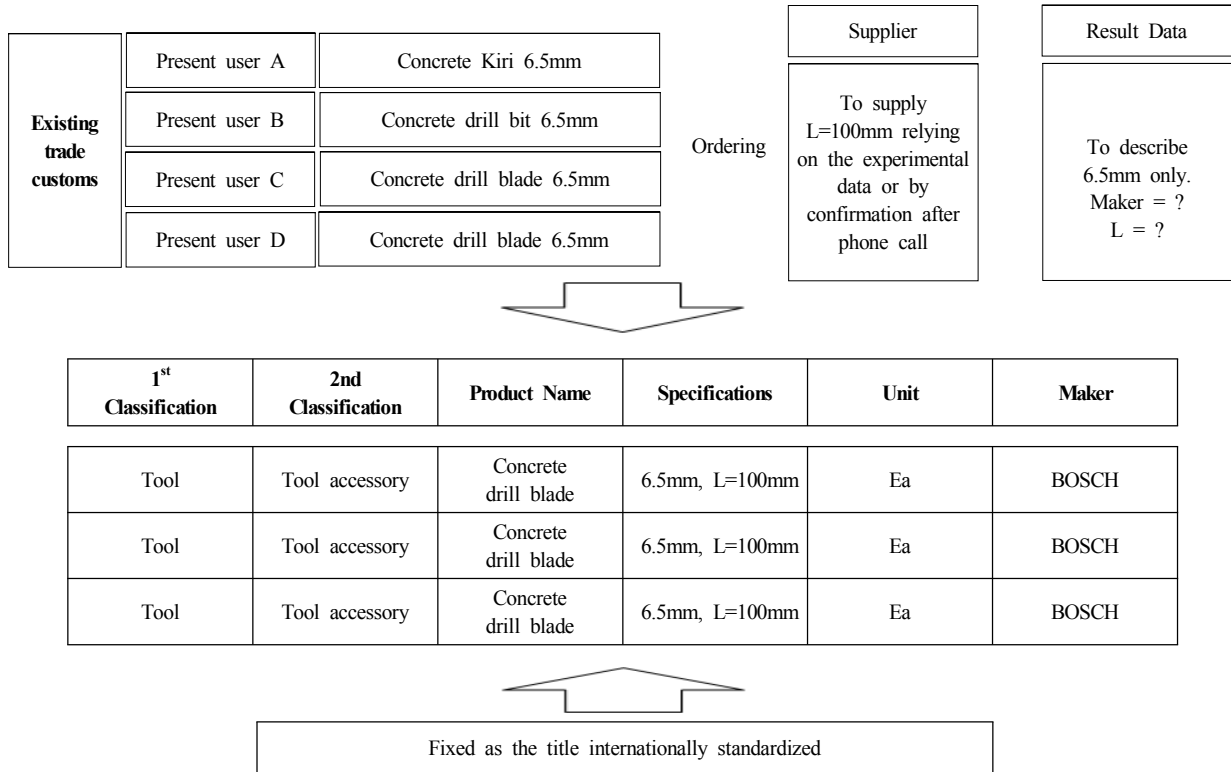 Existing
trade
customs
Present user A
Concrete Kiri 6.5mm
Present user B
Concrete drill bit 6.5mm
Present user C
Concrete drill blade 6.5mm
Present user D
Concrete drill blade 6.5mm
Ordering
Supplier
To supply
L=100mm relying
on the experimental
data or by
confirmation after
phone call
Result Data
To describe
6.5mm only.
Maker = ?
L = ?
1st
Classification
2nd
Classification
Product Name
Specifications
Unit
Maker
Tool
Tool accessory
Concrete
drill blade
6.5mm, L=100mm
Ea
BOSCH
Tool
Tool accessory
Concrete
drill blade
6.5mm, L=100mm
Ea
BOSCH
Tool
Tool accessory
Concrete
drill blade
6.5mm, L=100mm
Ea
BOSCH
Fixed as the title internationally standardized